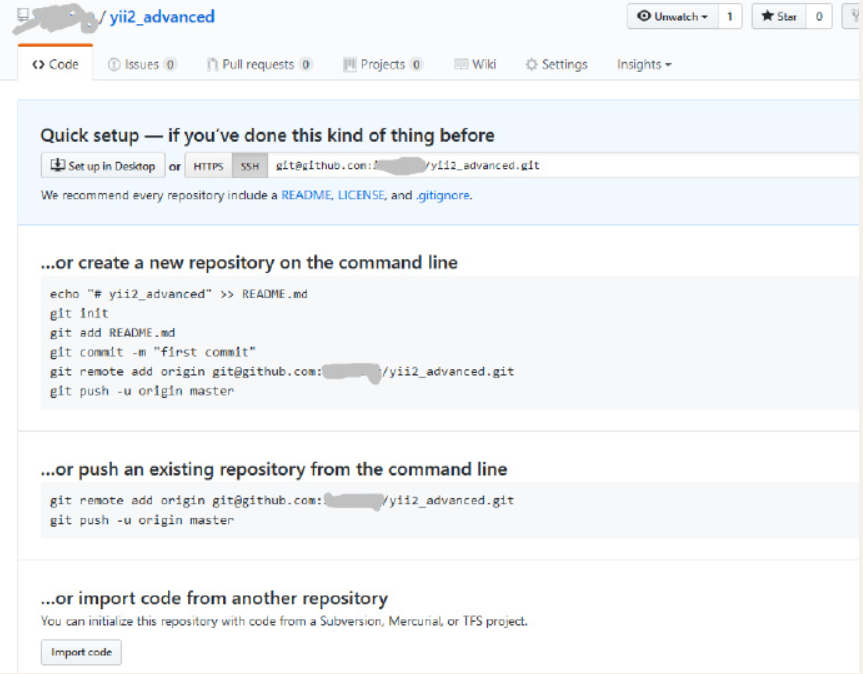 / yii2_advanced
Unwatch 1 Star 0
Code Issues 0 Pull requests 0 Projects 0 Wiki Settings Insights
Quick setup — if you've done this kind of thing before
Set up in Desktop or HTTPS SSH git@github.com: /yii2_advanced.git
We recommend every repository include a README, LICENSE, and .gitignore.
...or create a new repository on the command line
echo "# yii2_advanced" >> README.md
git init
git add README.md
git commit -m "first commit"
git remote add origin git@github.com: /yii2_advanced.git
git push -u origin master
...or push an existing repository from the command line
git remote add origin git@github.com: /yii2_advanced.git
git push -u origin master
...or import code from another repository
You can initialize this repository with code from a Subversion, Mercurial, or TFS project.
Import code